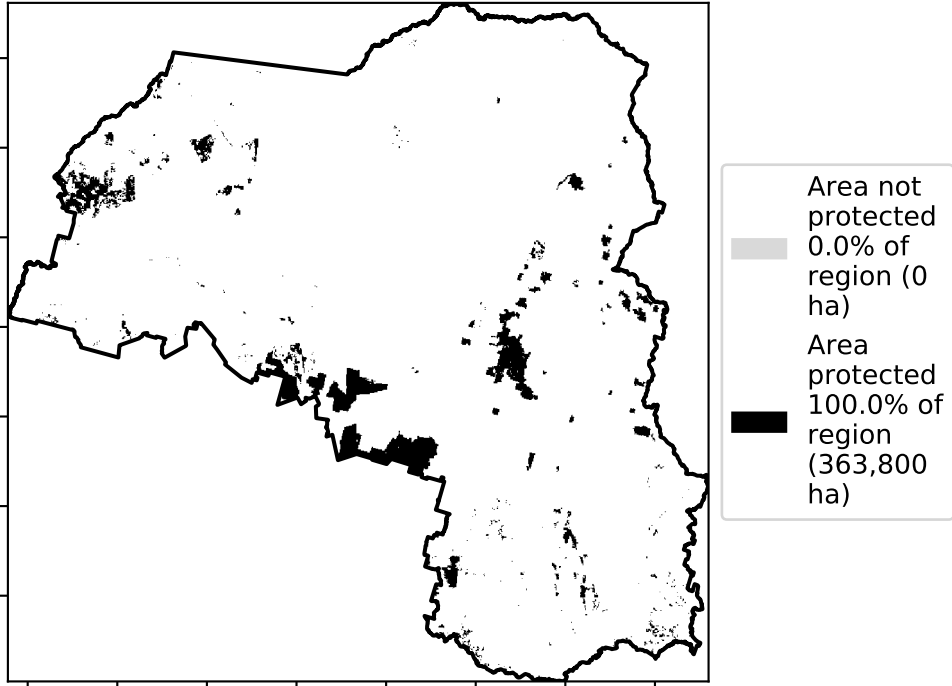 Area not
protected
0.0% of
region (0
ha)
Area
protected
100.0% of
region
(363,800
ha)